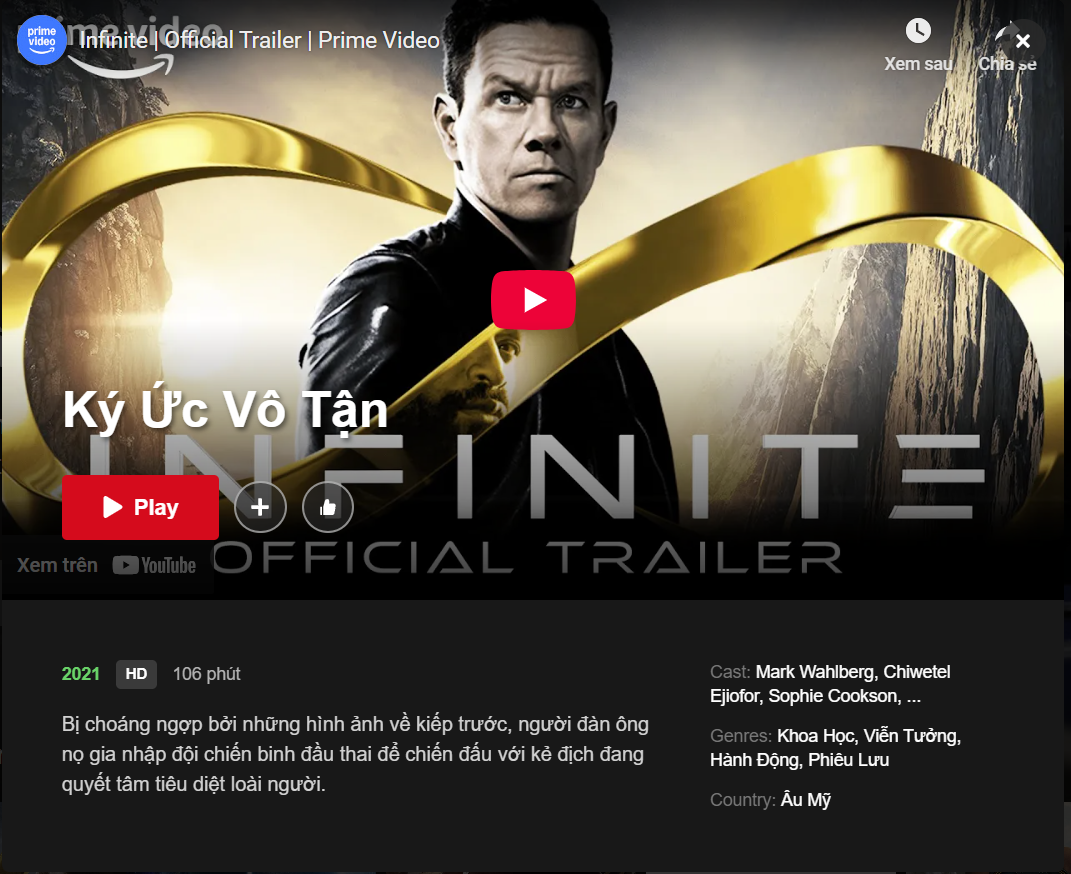 prime video
prime
video
Infinite | Official Trailer | Prime Video
Xem sau
Chia sẻ
Ký Ức Vô Tận
INFINITE
Play
Xem trên YouTube
OFFICIAL TRAILER
2021 HD 106 phút
Bị choáng ngợp bởi những hình ảnh về kiếp trước, người đàn ông
nọ gia nhập đội chiến binh đầu thai để chiến đấu với kẻ địch đang
quyết tâm tiêu diệt loài người.
Cast: Mark Wahlberg, Chiwetel
Ejiofor, Sophie Cookson, ...
Genres: Khoa Học, Viễn Tưởng,
Hành Động, Phiêu Lưu
Country: Âu Mỹ